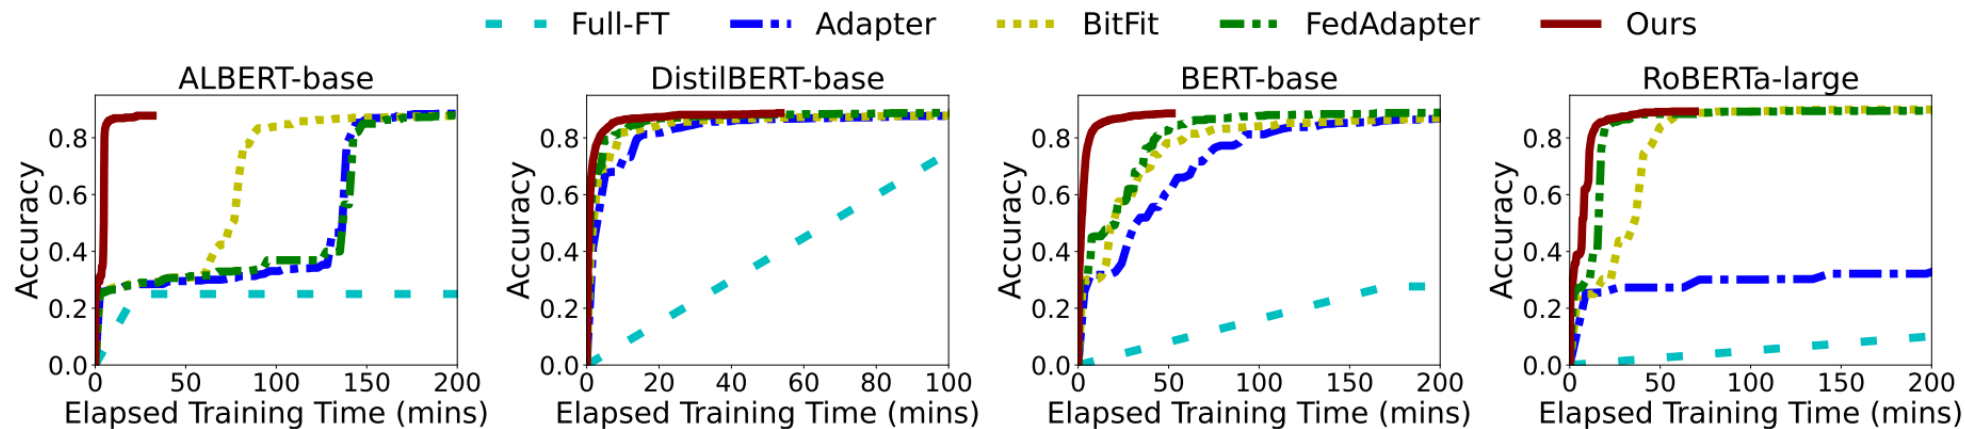 Full-FT Adapter BitFit FedAdapter Ours
ALBERT-base DistilBERT-base BERT-base RoBERTa-large
Accuracy
0.8
0.6
0.4
0.2
0.0
0 50 100 150 200
Elapsed Training Time (mins)
Accuracy
0.8
0.6
0.4
0.2
0.0
0 20 40 60 80 100
Elapsed Training Time (mins)
Accuracy
0.8
0.6
0.4
0.2
0.0
0 50 100 150 200
Elapsed Training Time (mins)
Accuracy
0.8
0.6
0.4
0.2
0.0
0 50 100 150 200
Elapsed Training Time (mins)